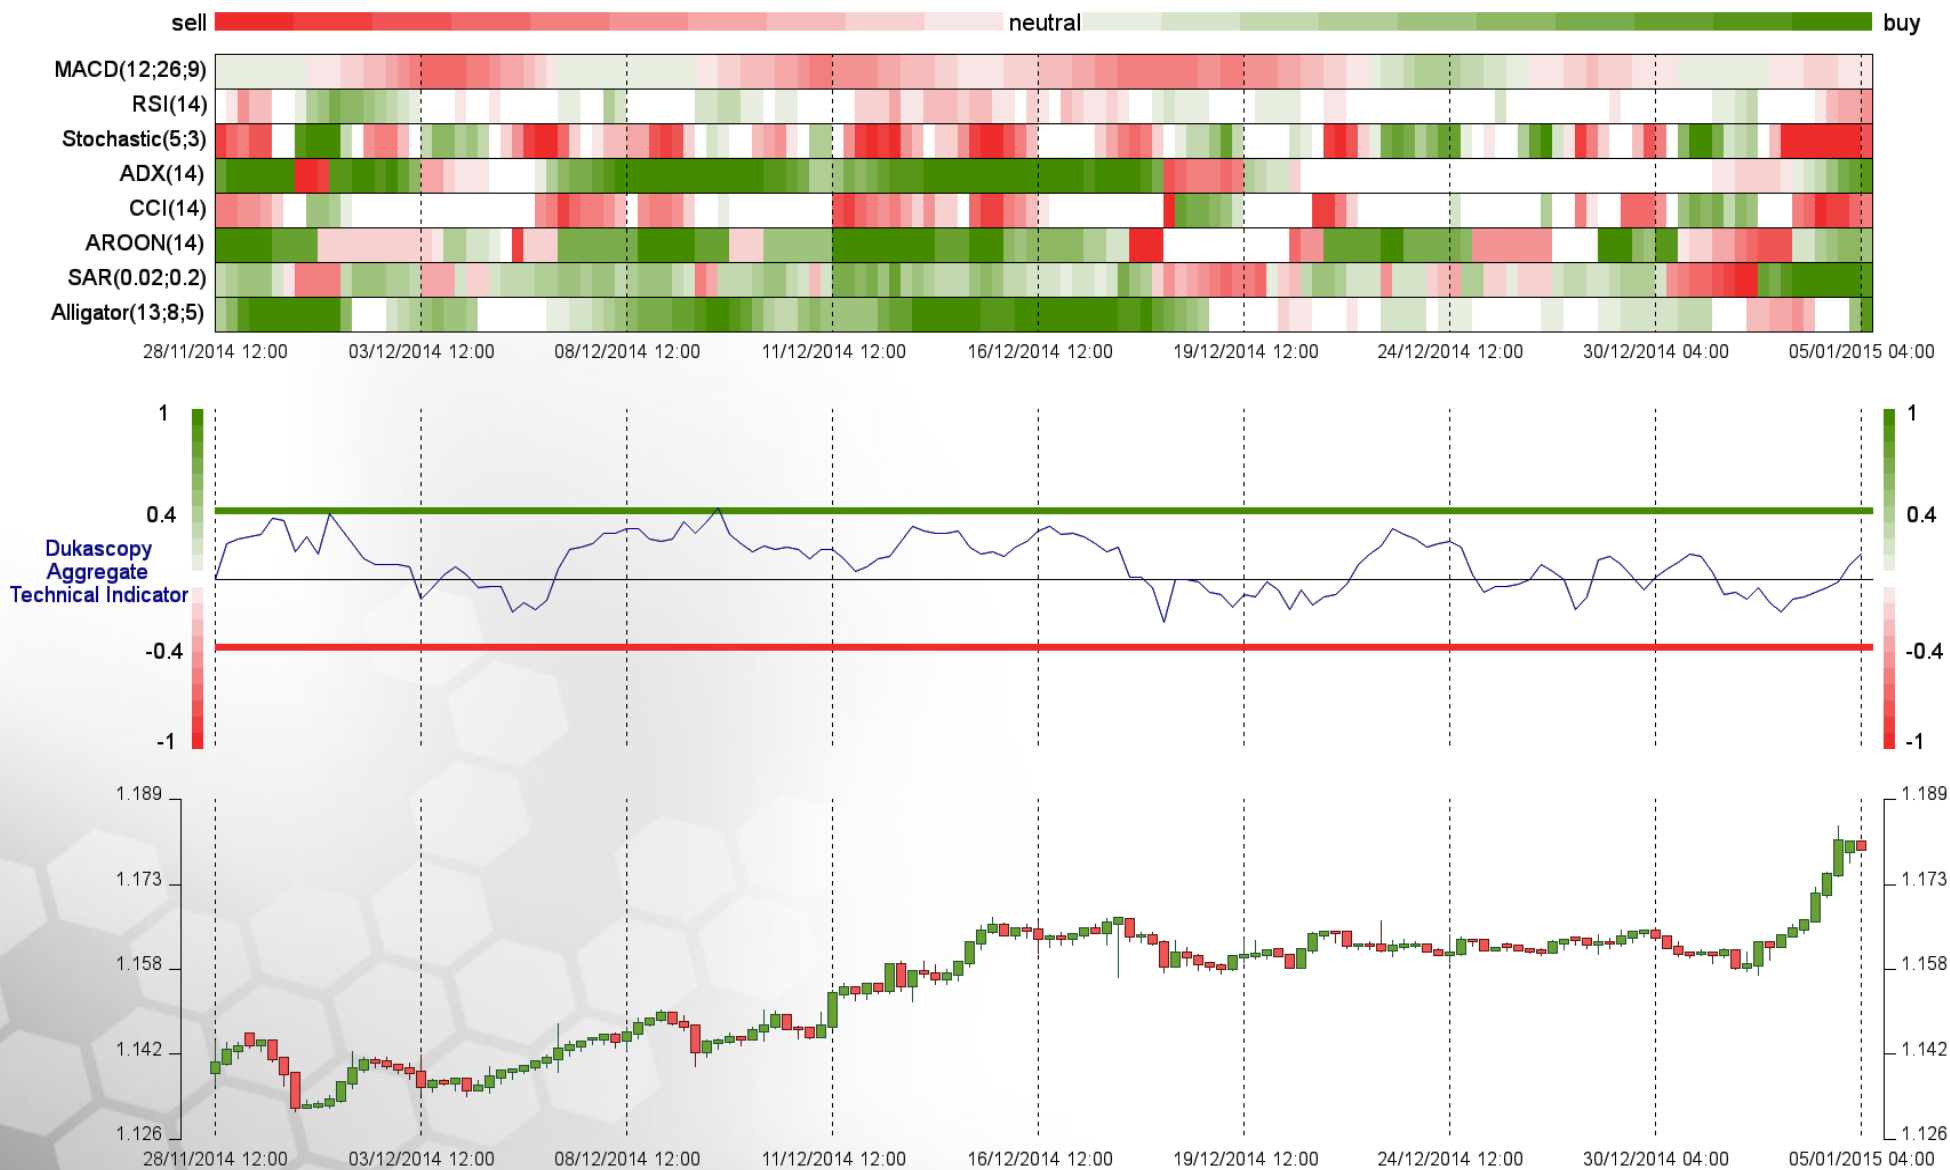 sell neutral buy
MACD(12;26;9)
RSI(14)
Stochastic(5;3)
ADX(14)
CCI(14)
AROON(14)
SAR(0.02;0.2)
Alligator(13;8;5)
28/11/2014 12:00 03/12/2014 12:00 08/12/2014 12:00 11/12/2014 12:00 16/12/2014 12:00 19/12/2014 12:00 24/12/2014 12:00 30/12/2014 04:00 05/01/2015 04:00
1 1
0.4 0.4
Dukascopy
Aggregate
Technical Indicator
-0.4 -0.4
-1 -1
1.189 1.189
1.173 1.173
1.158 1.158
1.142 1.142
1.126 1.126
28/11/2014 12:00 03/12/2014 12:00 08/12/2014 12:00 11/12/2014 12:00 16/12/2014 12:00 19/12/2014 12:00 24/12/2014 12:00 30/12/2014 04:00 05/01/2015 04:00